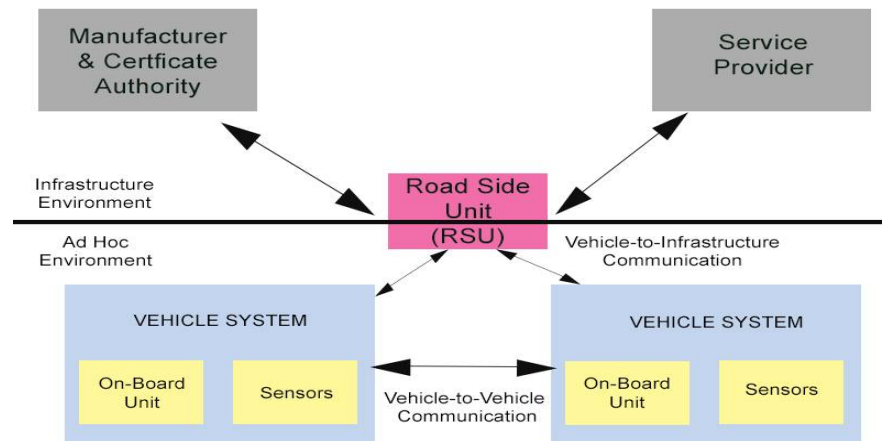 Manufacturer
& Certficate
Authority
Service
Provider
Infrastructure
Environment
Road Side
Unit
(RSU)
Ad Hoc
Environment
Vehicle-to-Infrastructure
Communication
VEHICLE SYSTEM
On-Board
Unit
Sensors
Vehicle-to-Vehicle
Communication
VEHICLE SYSTEM
On-Board
Unit
Sensors